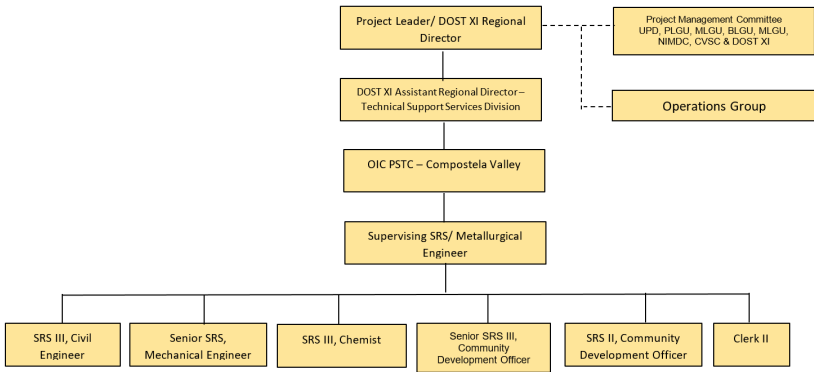 Project Leader/ DOST XI Regional
Director
Project Management Committee
UPD, PLGU, MLGU, BLGU, MLGU,
NIMDC, CVSC & DOST XI
DOST XI Assistant Regional Director –
Technical Support Services Division
Operations Group
OIC PSTC – Compostela Valley
Supervising SRS/ Metallurgical
Engineer
SRS III, Civil
Engineer
Senior SRS,
Mechanical Engineer
SRS III, Chemist
Senior SRS III,
Community
Development Officer
SRS II, Community
Development Officer
Clerk II